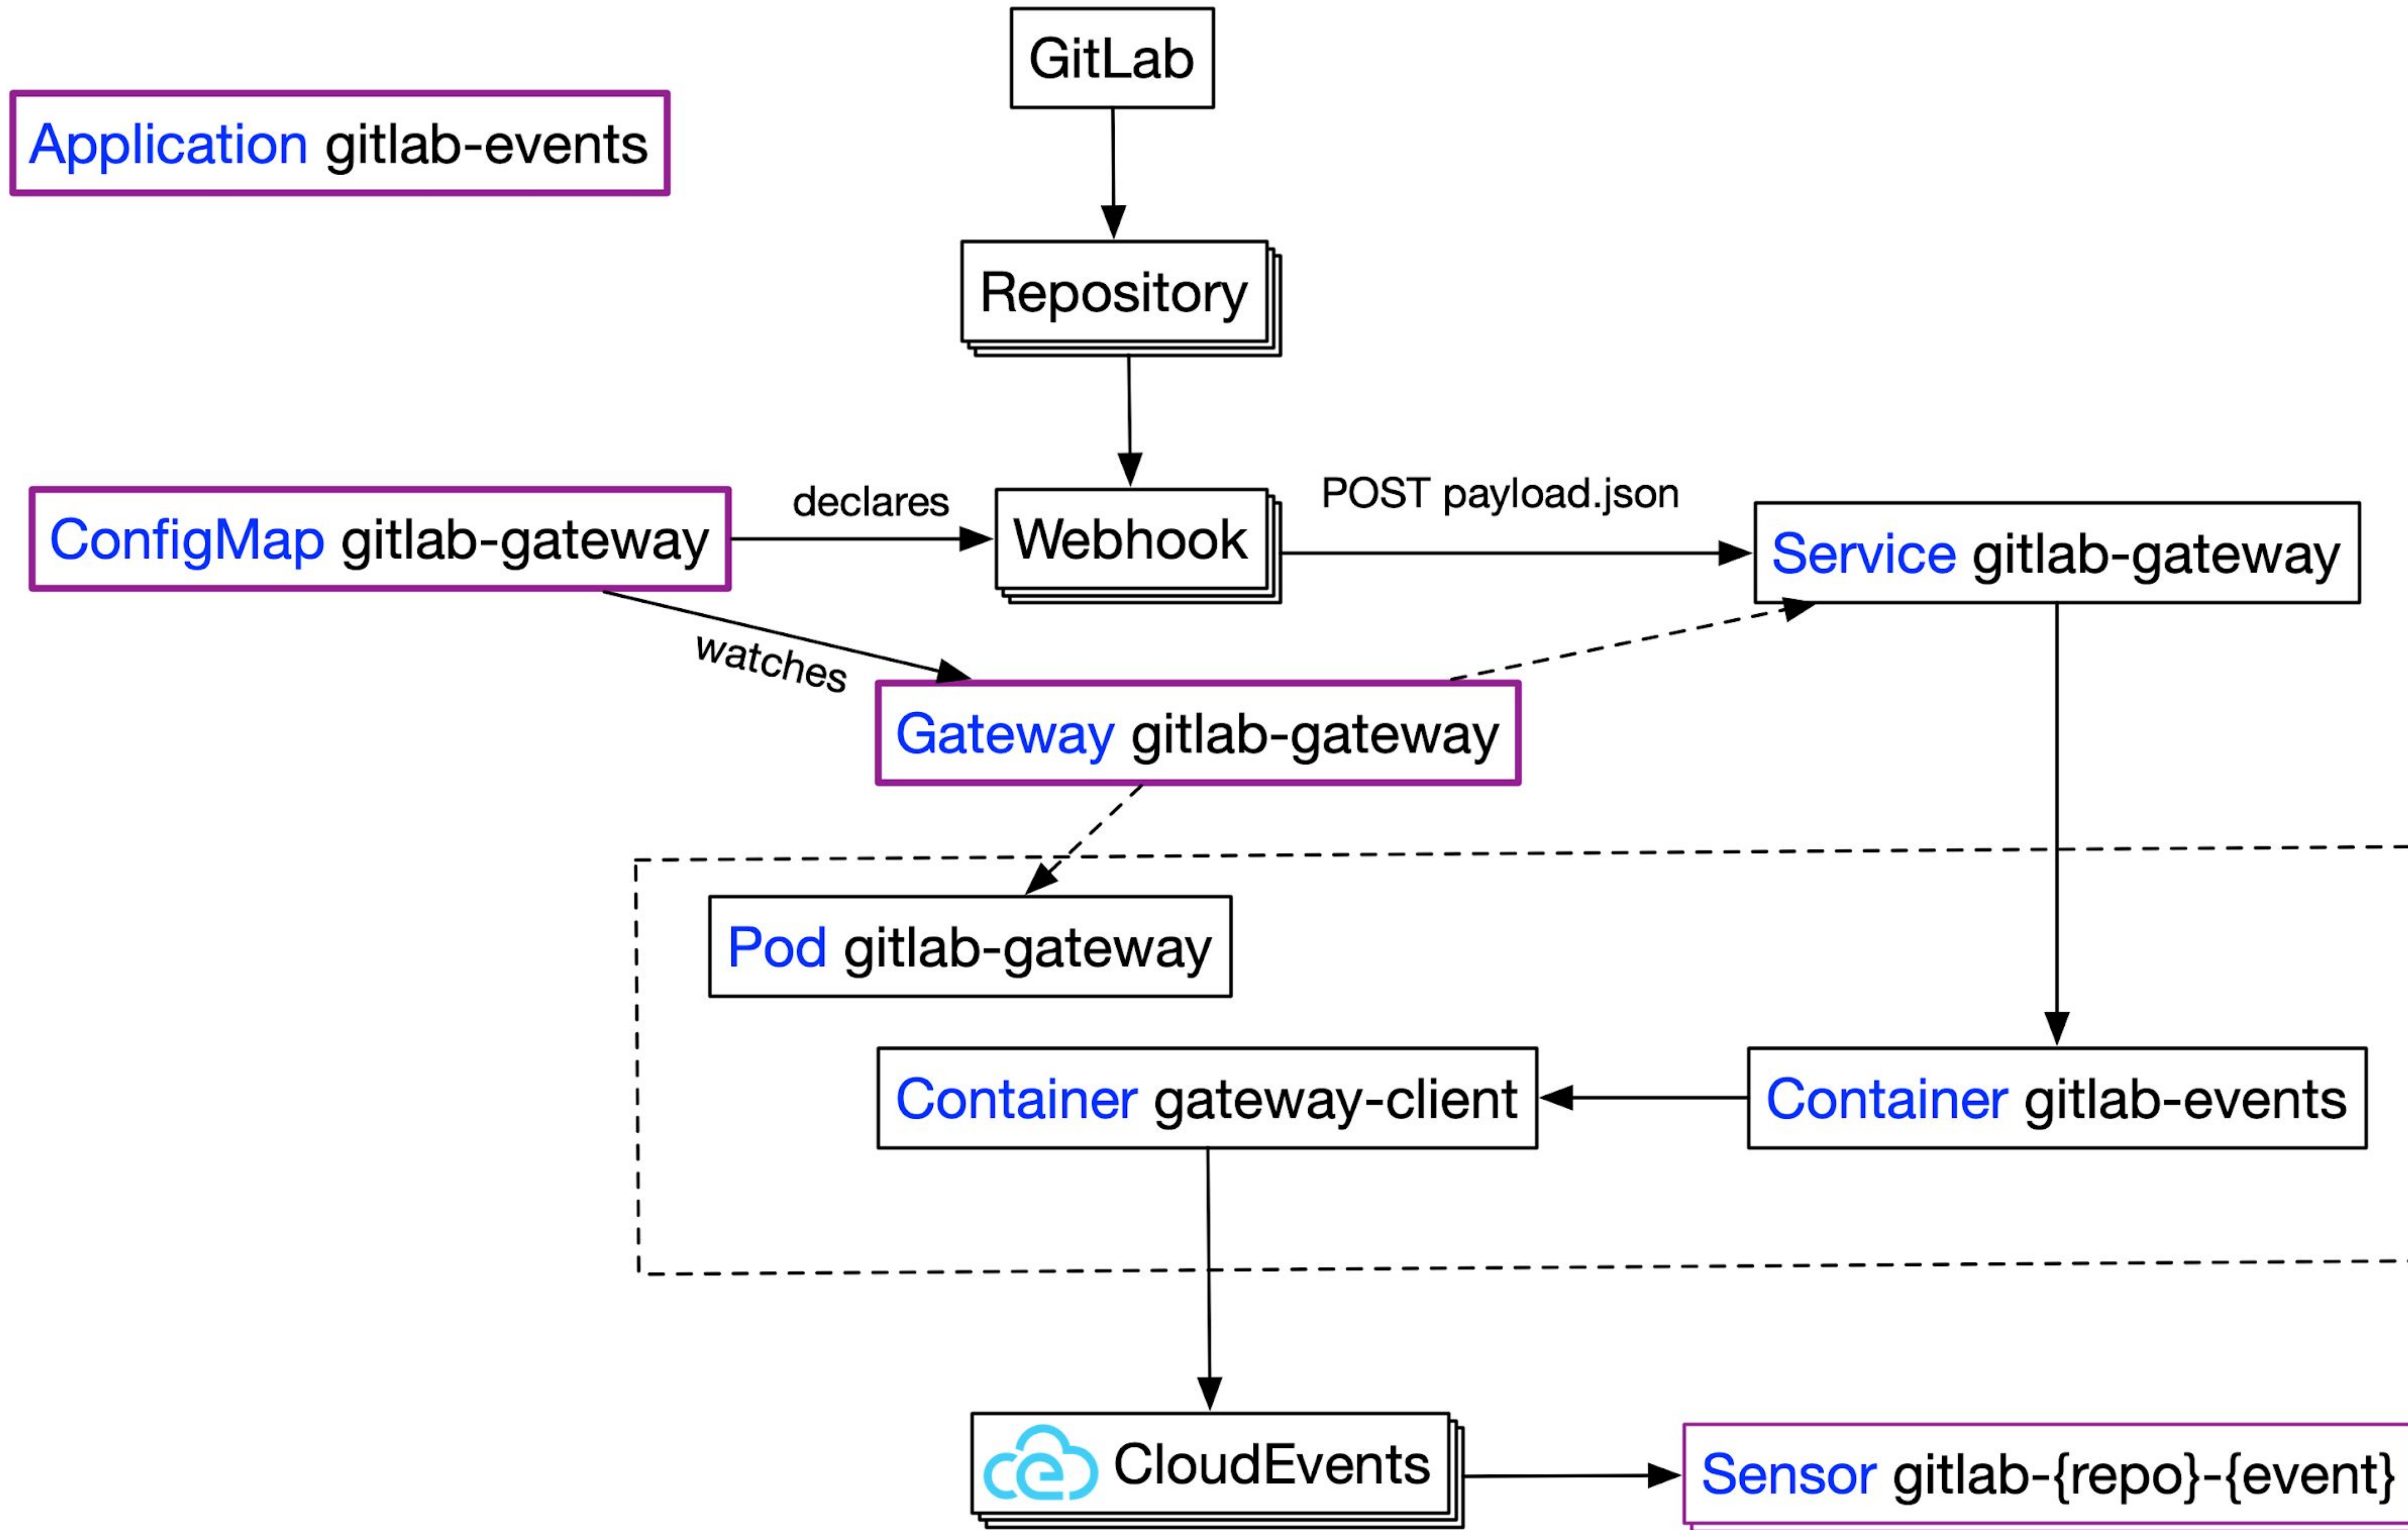 GitLab
Application gitlab-events
Repository
declares
POST payload.json
ConfigMap gitlab-gateway
Webhook
Service gitlab-gateway
watches
Gateway gitlab-gateway
Pod gitlab-gateway
Container gateway-client
Container gitlab-events
CloudEvents
Sensor gitlab-{repo}-{event}